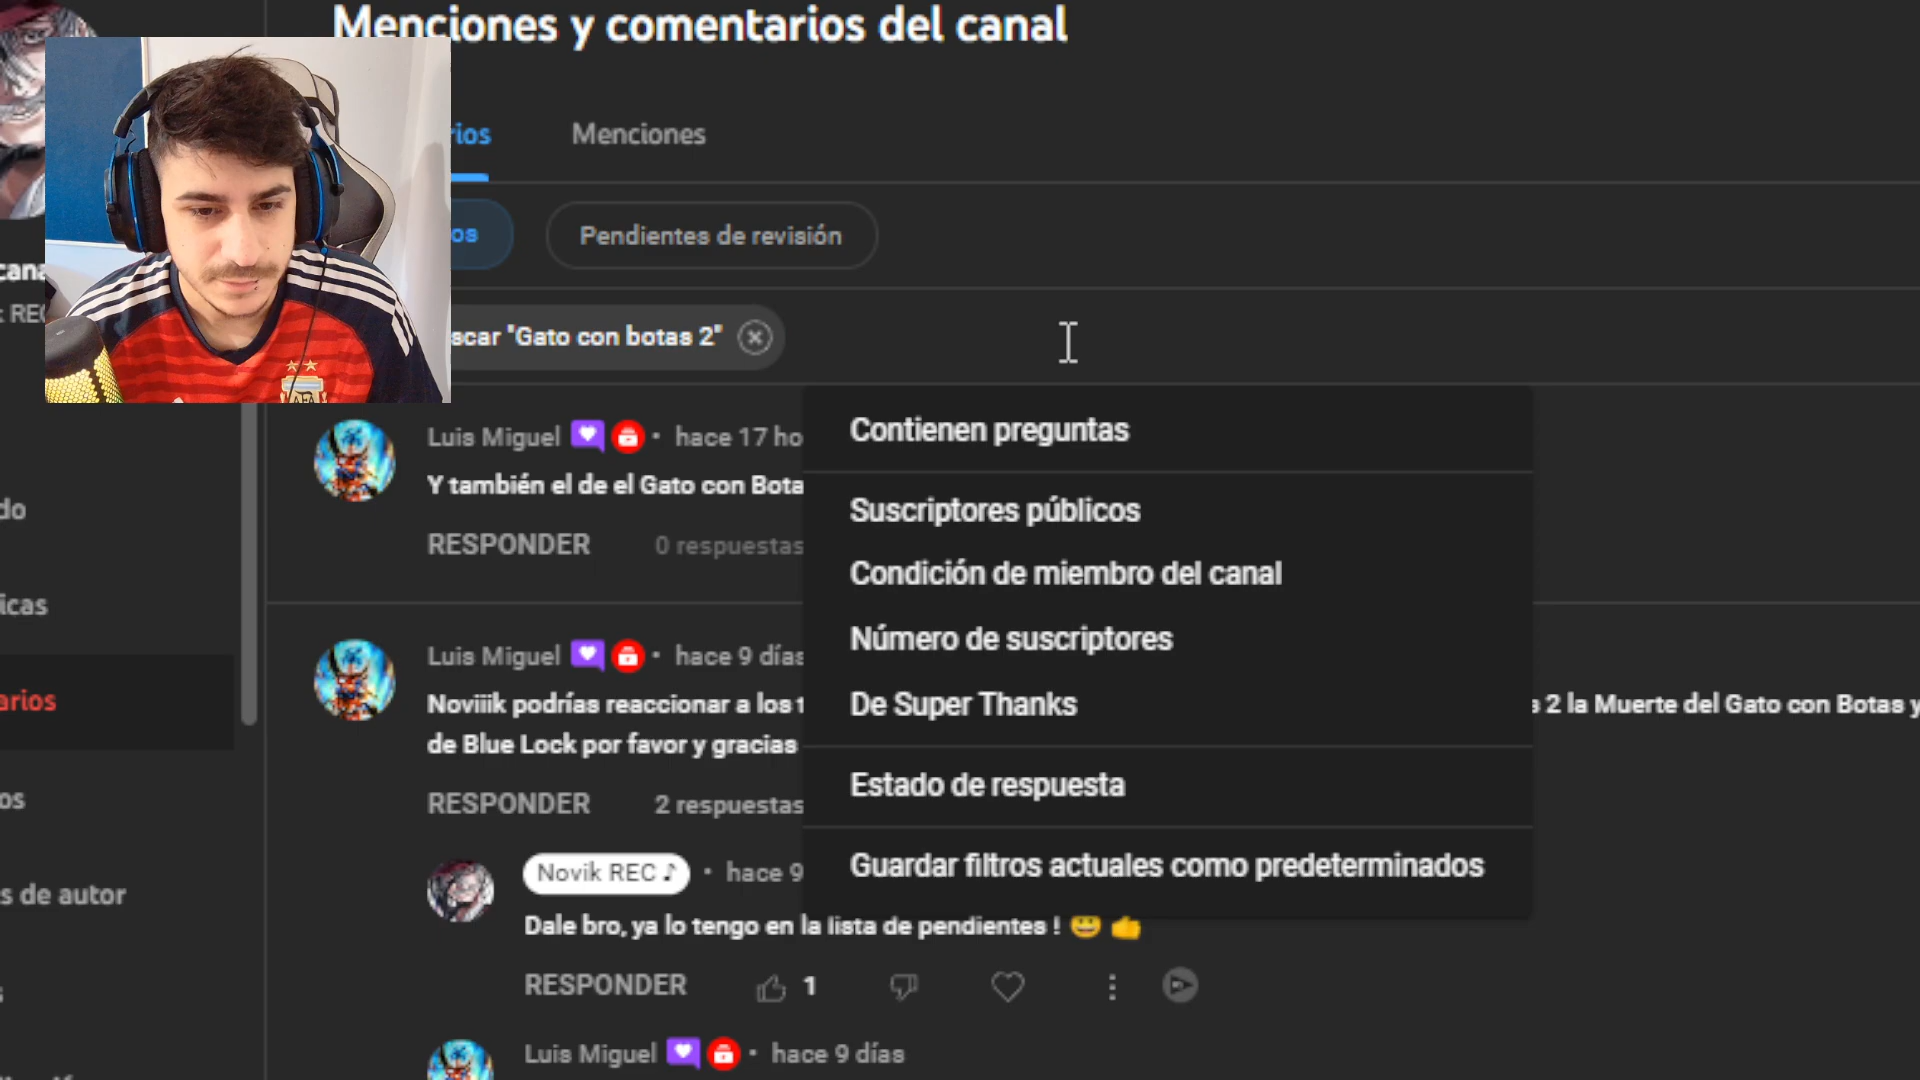 Menciones y comentarios del canal
rios
Menciones
os
Pendientes de revisión
cana
: REC
scar "Gato con botas 2"
Contienen preguntas
Suscriptores públicos
Condición de miembro del canal
Número de suscriptores
De Super Thanks
Estado de respuesta
Guardar filtros actuales como predeterminados
Luis Miguel • hace 17 ho
Y también el de el Gato con Bota
RESPONDER 0 respuestas
do
icas
arios
os
s de autor
s
Luis Miguel • hace 9 días
Noviiik podrías reaccionar a los t s 2 la Muerte del Gato con Botas y
de Blue Lock por favor y gracias
RESPONDER 2 respuestas
Novik REC ♪ • hace 9
Dale bro, ya lo tengo en la lista de pendientes ! 😀 👍
RESPONDER 1
Luis Miguel • hace 9 días
AFA